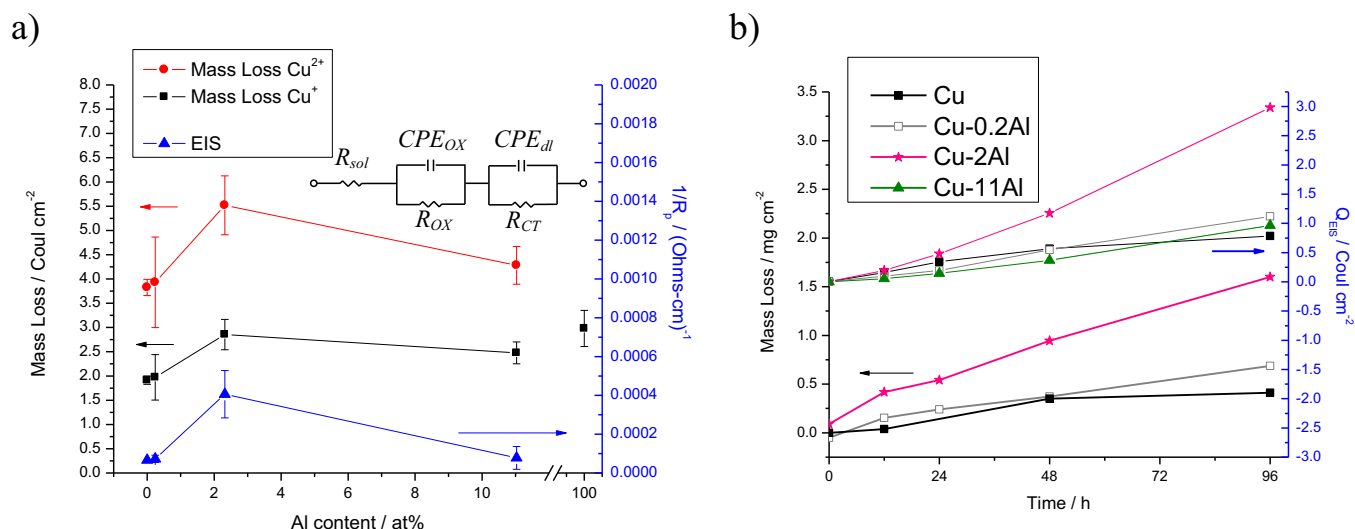 a)
Mass Loss Cu²⁺
Mass Loss Cu⁺
EIS
8.0
7.5
7.0
6.5
6.0
5.5
5.0
4.5
4.0
3.5
3.0
2.5
2.0
1.5
1.0
0.5
0.0
Mass Loss / Coul cm⁻²
R_sol
CPE_OX
CPE_dl
R_OX
R_CT
0.0020
0.0018
0.0016
0.0014
0.0012
0.0010
0.0008
0.0006
0.0004
0.0002
0.0000
1/R_p / (Ohms-cm)⁻¹
0 2 4 6 8 10 100
Al content / at%
b)
Cu
Cu-0.2Al
Cu-2Al
Cu-11Al
3.5
3.0
2.5
2.0
1.5
1.0
0.5
0.0
Mass Loss / mg cm⁻²
3.0
2.5
2.0
1.5
1.0
0.5
0.0
-0.5
-1.0
-1.5
-2.0
-2.5
-3.0
Q_EIS / Coul cm⁻²
0 24 48 72 96
Time / h